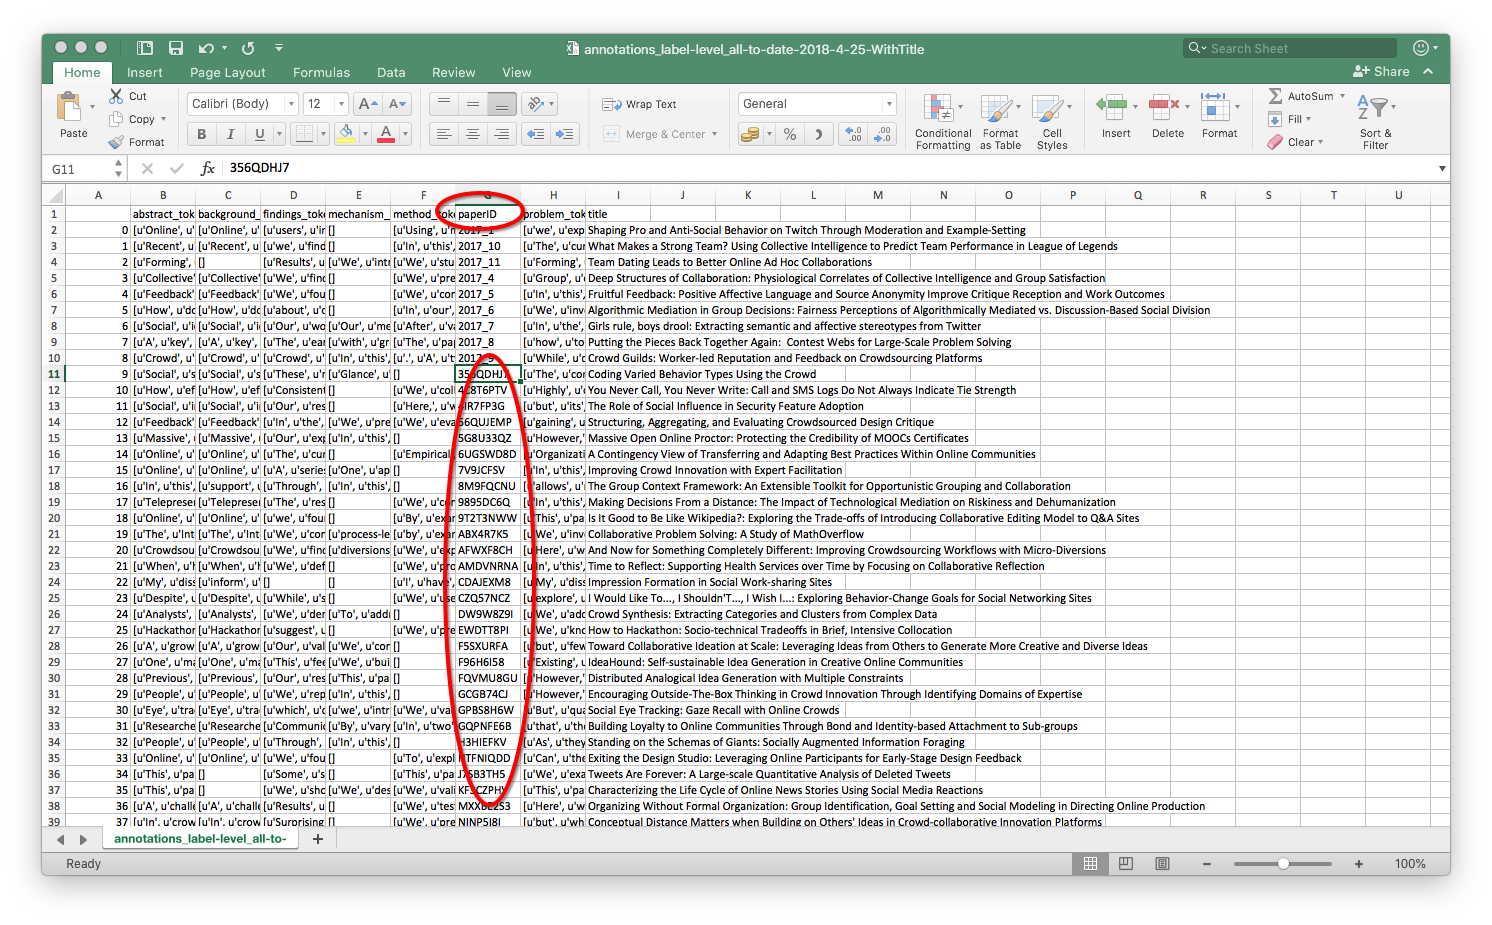 annotations_label-level_all-to-date-2018-4-25-WithTitle
Search Sheet
Home Insert Page Layout Formulas Data Review View
Share
Cut
Copy
Format
Paste
Calibri (Body) 12
Wrap Text
Merge & Center
General
Conditional Formatting
Format as Table
Cell Styles
Insert Delete Format
AutoSum
Fill
Clear
Sort & Filter
G11 fx 356QDHJ7
A B C D E F G H I J K L M N O P Q R S T U
1 abstract_tok background_ findings_toke mechanism_ method_toke paperID problem_tok title
2 0 [u'Online', u' [u'Online', u' [u'users', u'in [] [u'Using', u'n 2017_1 [u'we', u'exp Shaping Pro and Anti-Social Behavior on Twitch Through Moderation and Example-Setting
3 1 [u'Recent', u [u'Recent', u [u'we', u'find [] [u'In', u'this', 2017_10 [u'The', u'cur What Makes a Strong Team? Using Collective Intelligence to Predict Team Performance in League of Legends
4 2 [u'Forming', [] [u'Results', u [u'We', u'intr [u'We', u'stu 2017_11 [u'Forming', Team Dating Leads to Better Online Ad Hoc Collaborations
5 3 [u'Collective' [u'Collective' [u'We', u'fin [] [u'We', u'pre 2017_4 [u'Group', u' Deep Structures of Collaboration: Physiological Correlates of Collective Intelligence and Group Satisfaction
6 4 [u'Feedback' [u'Feedback' [u'We', u'fou [] [u'We', u'cor 2017_5 [u'In', u'this', Fruitful Feedback: Positive Affective Language and Source Anonymity Improve Critique Reception and Work Outcomes
7 5 [u'How', u'do [u'How', u'do [u'about', u'c [] [u'In', u'our', 2017_6 [u'We', u'inv Algorithmic Mediation in Group Decisions: Fairness Perceptions of Algorithmically Mediated vs. Discussion-Based Social Division
8 6 [u'Social', u'i [u'Social', u'i [u'Our', u'wo [u'Our', u'me [u'After', u'v 2017_7 [u'In', u'the', Girls rule, boys drool: Extracting semantic and affective stereotypes from Twitter
9 7 [u'A', u'key', [u'A', u'key', [u'The', u'ear [u'with', u'gr [u'The', u'pa 2017_8 [u'how', u'to Putting the Pieces Back Together Again: Contest Webs for Large-Scale Problem Solving
10 8 [u'Crowd', u' [u'Crowd', u' [u'Crowd', u' [u'In', u'this', [u'.', u'A', u't 2017_9 [u'While', u'c Crowd Guilds: Worker-led Reputation and Feedback on Crowdsourcing Platforms
11 9 [u'Social', u's [u'Social', u's [u'These', u'r [u'Glance', u' [] 356QDHJ7 [u'The', u'cor Coding Varied Behavior Types Using the Crowd
12 10 [u'How', u'ef [u'How', u'ef [u'Consistent [] [u'We', u'coll 4C8T6PTV [u'Highly', u'c You Never Call, You Never Write: Call and SMS Logs Do Not Always Indicate Tie Strength
13 11 [u'Social', u'i [u'Social', u'i [u'Our', u'res [] [u'Here,', u'w IR7FP3G [u'but', u'its', The Role of Social Influence in Security Feature Adoption
14 12 [u'Feedback' [u'Feedback' [u'In', u'the', [u'We', u'pre [u'We', u'eva 56QUJEMP [u'gaining', u Structuring, Aggregating, and Evaluating Crowdsourced Design Critique
15 13 [u'Massive', [u'Massive', [u'Our', u'exp [u'In', u'this', [] 5G8U33QZ [u'However,' Massive Open Online Proctor: Protecting the Credibility of MOOCs Certificates
16 14 [u'Online', u' [u'Online', u' [u'The', u'cur [] [u'Empirical 6UGSWD8D [u'Organizati A Contingency View of Transferring and Adapting Best Practices Within Online Communities
17 15 [u'Online', u' [u'Online', u' [u'A', u'serie [u'One', u'ap [] 7V9JCFSV [u'In', u'this', Improving Crowd Innovation with Expert Facilitation
18 16 [u'In', u'this', [u'support', u [u'Through', [u'In', u'this', [] 8M9FQCNU [u'allows', u'r The Group Context Framework: An Extensible Toolkit for Opportunistic Grouping and Collaboration
19 17 [u'Telepreser [u'Telepreser [u'The', u'res [] [u'We', u'cor 9895DC6Q [u'In', u'this', Making Decisions From a Distance: The Impact of Technological Mediation on Riskiness and Dehumanization
20 18 [u'Online', u' [u'Online', u' [u'we', u'four [] [u'By', u'exar 9T2T3NWW [u'This', u'pa Is It Good to Be Like Wikipedia?: Exploring the Trade-offs of Introducing Collaborative Editing Model to Q&A Sites
21 19 [u'The', u'Int [u'The', u'Int [u'We', u'cor [u'process-le [u'by', u'exar ABX4R7K5 [u'We', u'inv Collaborative Problem Solving: A Study of MathOverflow
22 20 [u'Crowdsou [u'Crowdsou [u'We', u'finc [u'diversions [u'We', u'exp AFWXF8CH [u'Here', u'w And Now for Something Completely Different: Improving Crowdsourcing Workflows with Micro-Diversions
23 21 [u'When', u'h [u'When', u'h [u'We', u'def [] [u'We', u'pro AMDVNRNA [u'In', u'this', Time to Reflect: Supporting Health Services over Time by Focusing on Collaborative Reflection
24 22 [u'My', u'diss [u'inform', u' [] [] [u'I', u'have', CDAJEXM8 [u'My', u'diss Impression Formation in Social Work-sharing Sites
25 23 [u'Despite', u [u'Despite', u [u'While', u's [] [u'We', u'use CZQ57NCZ [u'explore', u I Would Like To..., I Shouldn'T..., I Wish I...: Exploring Behavior-Change Goals for Social Networking Sites
26 24 [u'Analysts', [u'Analysts', [u'We', u'der [u'To', u'addr [] DW9W8Z9I [u'We', u'adc Crowd Synthesis: Extracting Categories and Clusters from Complex Data
27 25 [u'Hackathor [u'Hackathor [u'suggest', u [] [u'We', u'pre EWDTT8PI [u'We', u'knc How to Hackathon: Socio-technical Tradeoffs in Brief, Intensive Collocation
28 26 [u'A', u'grow [u'A', u'grow [u'Our', u'val [u'We', u'con [] F5SXURFA [u'but', u'few Toward Collaborative Ideation at Scale: Leveraging Ideas from Others to Generate More Creative and Diverse Ideas
29 27 [u'One', u'ma [u'One', u'ma [u'This', u'fee [u'We', u'bui [] F96H6I58 [u'Existing', u IdeaHound: Self-sustainable Idea Generation in Creative Online Communities
30 28 [u'Previous', [u'Previous', [u'Our', u'res [u'This', u'pa [] FQVMU8GU [u'However,' Distributed Analogical Idea Generation with Multiple Constraints
31 29 [u'People', u [u'People', u [u'We', u'rep [u'In', u'this', [] GCGB74CJ [u'However,' Encouraging Outside-The-Box Thinking in Crowd Innovation Through Identifying Domains of Expertise
32 30 [u'Eye', u'tra [u'Eye', u'tra [u'which', u'c [u'we', u'intr [u'We', u'va GPBS8H6W [u'But', u'qua Social Eye Tracking: Gaze Recall with Online Crowds
33 31 [u'Researche [u'Researche [u'Communic [u'By', u'vary [u'In', u'two' GQPNFE6B [u'that', u'the Building Loyalty to Online Communities Through Bond and Identity-based Attachment to Sub-groups
34 32 [u'People', u [u'People', u [u'Through', [u'In', u'this', [] H3HIEFKV [u'As', u'they Standing on the Schemas of Giants: Socially Augmented Information Foraging
35 33 [u'Online', u' [u'Online', u' [u'We', u'fou [] [u'To', u'expl TFNIQDD [u'Can', u'the Exiting the Design Studio: Leveraging Online Participants for Early-Stage Design Feedback
36 34 [u'This', u'pa [] [u'Some', u's [] [u'This', u'pa J7SB3TH5 [u'We', u'exa Tweets Are Forever: A Large-scale Quantitative Analysis of Deleted Tweets
37 35 [u'This', u'pa [] [u'We', u'sho [u'We', u'des [u'We', u'vali [u'This', u'pa Characterizing the Life Cycle of Online News Stories Using Social Media Reactions
38 36 [u'A', u'challe [u'A', u'challe [u'Results', u [] [u'We', u'tes [u'Here', u'w Organizing Without Formal Organization: Group Identification, Goal Setting and Social Modeling in Directing Online Production
39 37 [u'In', u'crow [u'In', u'crow [u'Surprising [] [u'We', u'pre NINP5I8I [u'but', u'wh Conceptual Distance Matters when Building on Others' Ideas in Crowd-collaborative Innovation Platforms
annotations_label-level_all-to-
Ready
100%